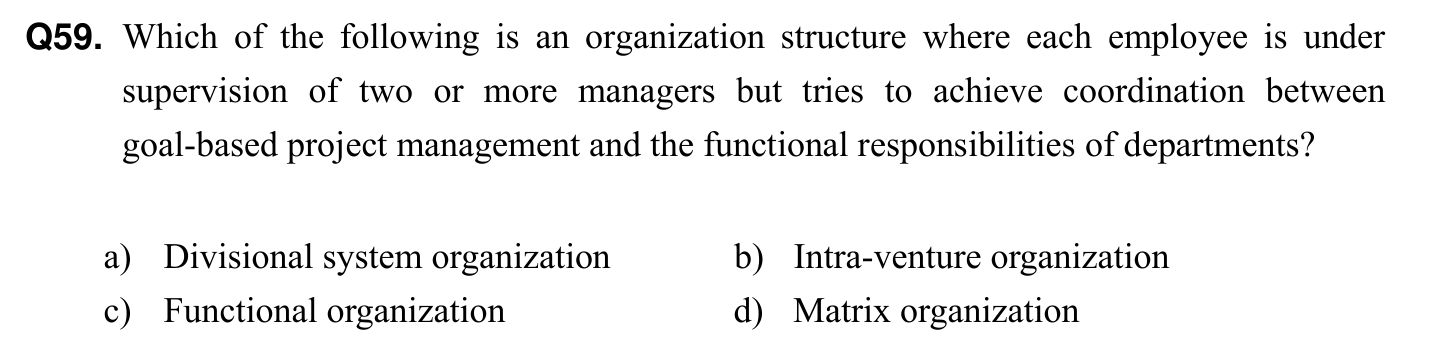 Q59. Which of the following is an organization structure where each employee is under
supervision of two or more managers but tries to achieve coordination between
goal-based project management and the functional responsibilities of departments?
a) Divisional system organization b) Intra-venture organization
c) Functional organization d) Matrix organization